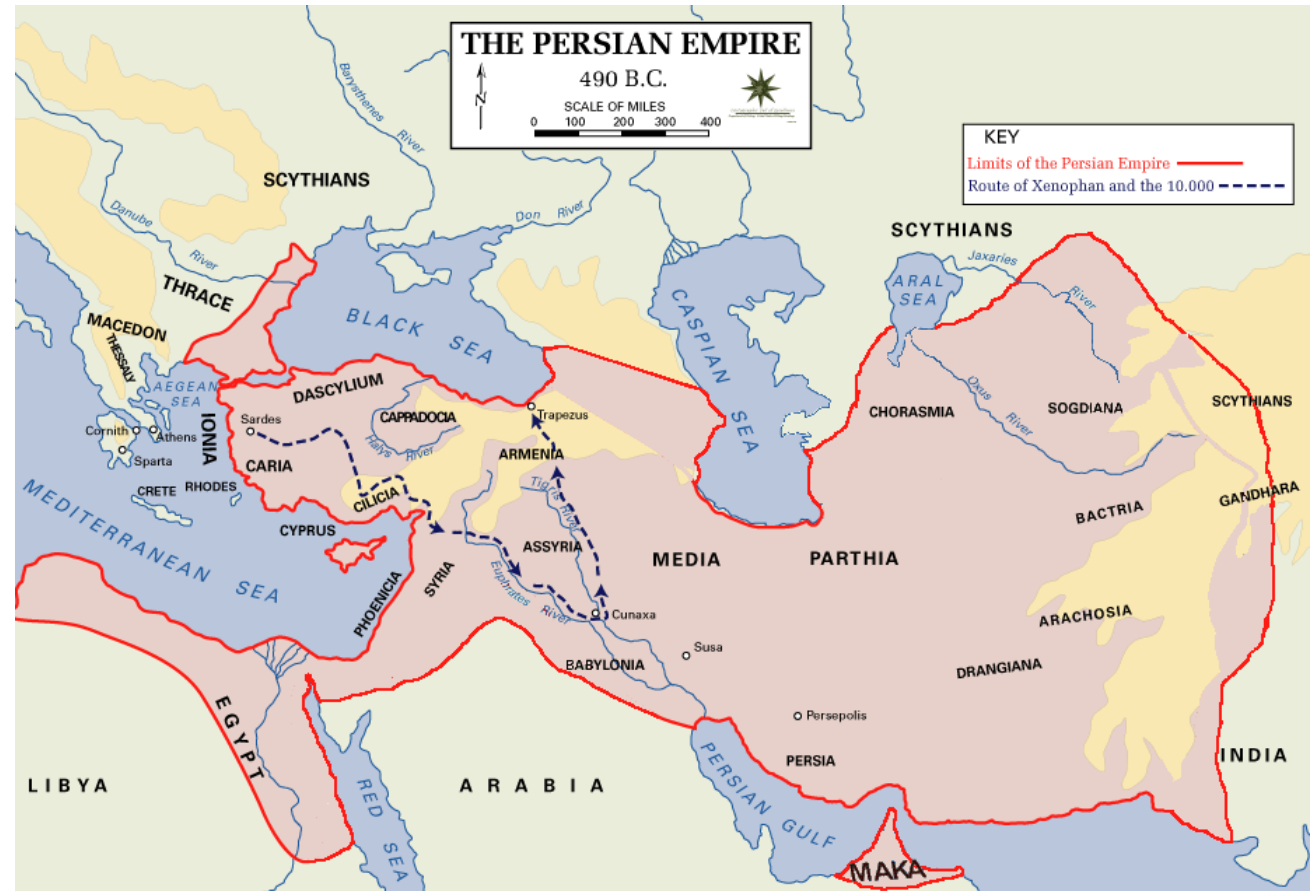 THE PERSIAN EMPIRE
490 B.C.
N
SCALE OF MILES
0 100 200 300 400
KEY
Limits of the Persian Empire
Route of Xenophan and the 10.000
Barysthenes River
SCYTHIANS
Danube River
Don River
THRACE
MACEDON
THESSALY
BLACK SEA
CASPIAN SEA
SCYTHIANS
ARAL SEA
Jaxaries River
AEGEAN SEA
IONIA
DASCYLIUM
CAPPADOCIA
Halys River
Trapezus
CHORASMIA
Oxus River
SOGDIANA
SCYTHIANS
Cornith
Athens
Sparta
Sardes
CARIA
ARMENIA
CRETE
RHODES
CILICIA
Tigris River
GANDHARA
BACTRIA
MEDITERRANEAN SEA
CYPRUS
PHOENICIA
SYRIA
ASSYRIA
Euphrates River
MEDIA
PARTHIA
Cunaxa
ARACHOSIA
BABYLONIA
Susa
DRANGIANA
EGYPT
Persepolis
PERSIA
INDIA
LIBYA
RED SEA
ARABIA
PERSIAN GULF
MAKA